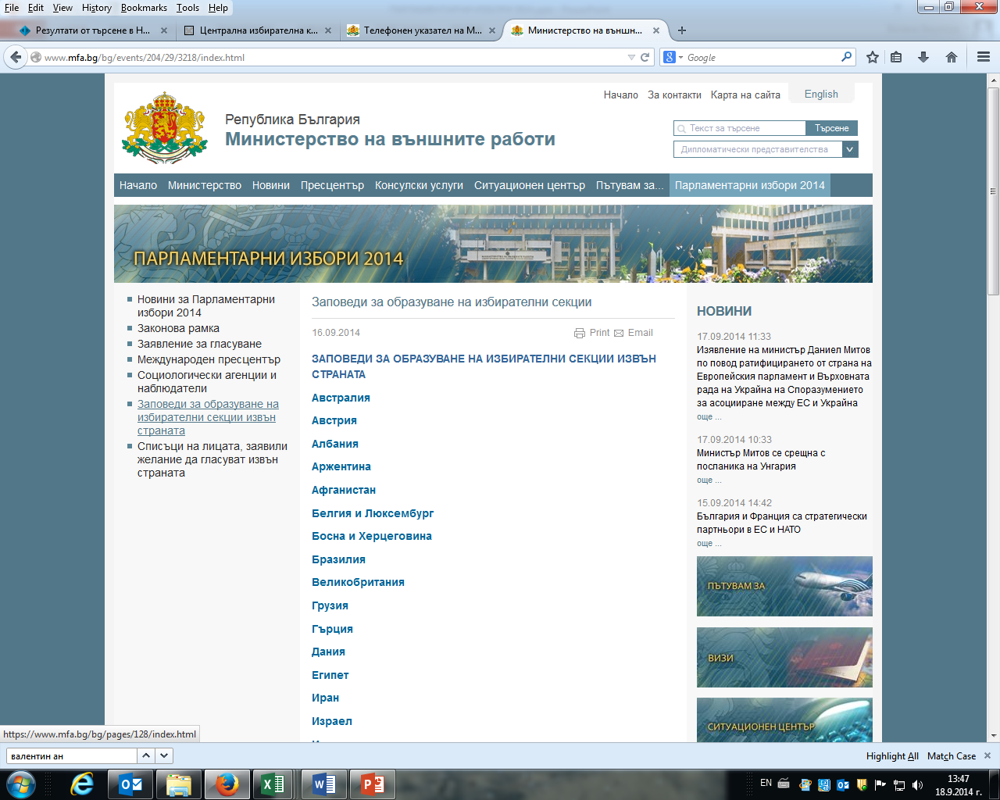 File Edit View History Bookmarks Tools Help
Резултати от търсене в Н...
Централна избирателна к...
Телефонен указател на М...
Министерство на външн...
www.mfa.bg/bg/events/204/29/3218/index.html
Google
Начало За контакти Карта на сайта English
Република България
Министерство на външните работи
Текст за търсене Търсене
Дипломатически представителства
Начало Министерство Новини Пресцентър Консулски услуги Ситуационен център Пътувам за... Парламентарни избори 2014
ПАРЛАМЕНТАРНИ ИЗБОРИ 2014
Новини за Парламентарни
избори 2014
Законова рамка
Заявление за гласуване
Международен пресцентър
Социологически агенции и
наблюдатели
Заповеди за образуване на
избирателни секции извън
страната
Списъци на лицата, заявили
желание да гласуват извън
страната
Заповеди за образуване на избирателни секции
16.09.2014 Print Email
ЗАПОВЕДИ ЗА ОБРАЗУВАНЕ НА ИЗБИРАТЕЛНИ СЕКЦИИ ИЗВЪН
СТРАНАТА
Австралия
Австрия
Албания
Аржентина
Афганистан
Белгия и Люксембург
Босна и Херцеговина
Бразилия
Великобритания
Грузия
Гърция
Дания
Египет
Иран
Израел
НОВИНИ
17.09.2014 11:33
Изявление на министър Даниел Митов
по повод ратифицирането от страна на
Европейския парламент и Върховната
рада на Украйна на Споразумението
за асоцииране между ЕС и Украйна
още ...
17.09.2014 10:33
Министър Митов се срещна с
посланика на Унгария
още ...
15.09.2014 14:42
България и Франция са стратегически
партньори в ЕС и НАТО
още ...
ПЪТУВАМ ЗА
ВИЗИ
СИТУАЦИОНЕН ЦЕНТЪР
https://www.mfa.bg/bg/pages/128/index.html
валентин ан
Highlight All Match Case
EN
13:47
18.9.2014 г.